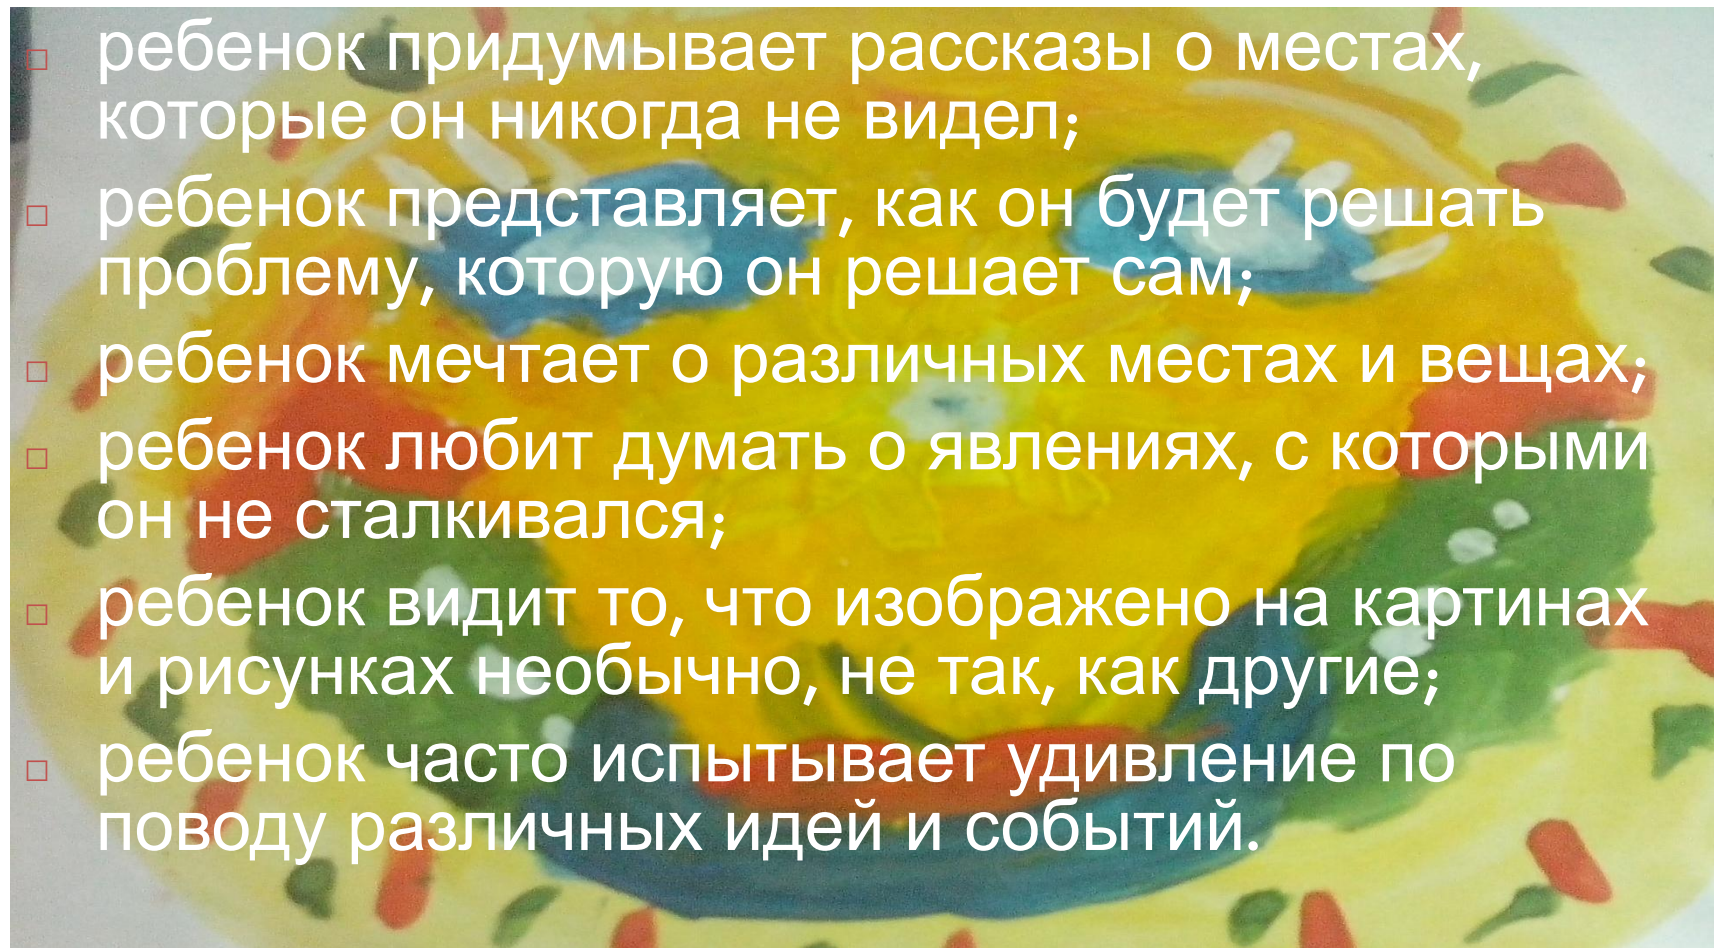 ребенок придумывает рассказы о местах,
которые он никогда не видел;
ребенок представляет, как он будет решать
проблему, которую он решает сам;
ребенок мечтает о различных местах и вещах;
ребенок любит думать о явлениях, с которыми
он не сталкивался;
ребенок видит то, что изображено на картинах
и рисунках необычно, не так, как другие;
ребенок часто испытывает удивление по
поводу различных идей и событий.